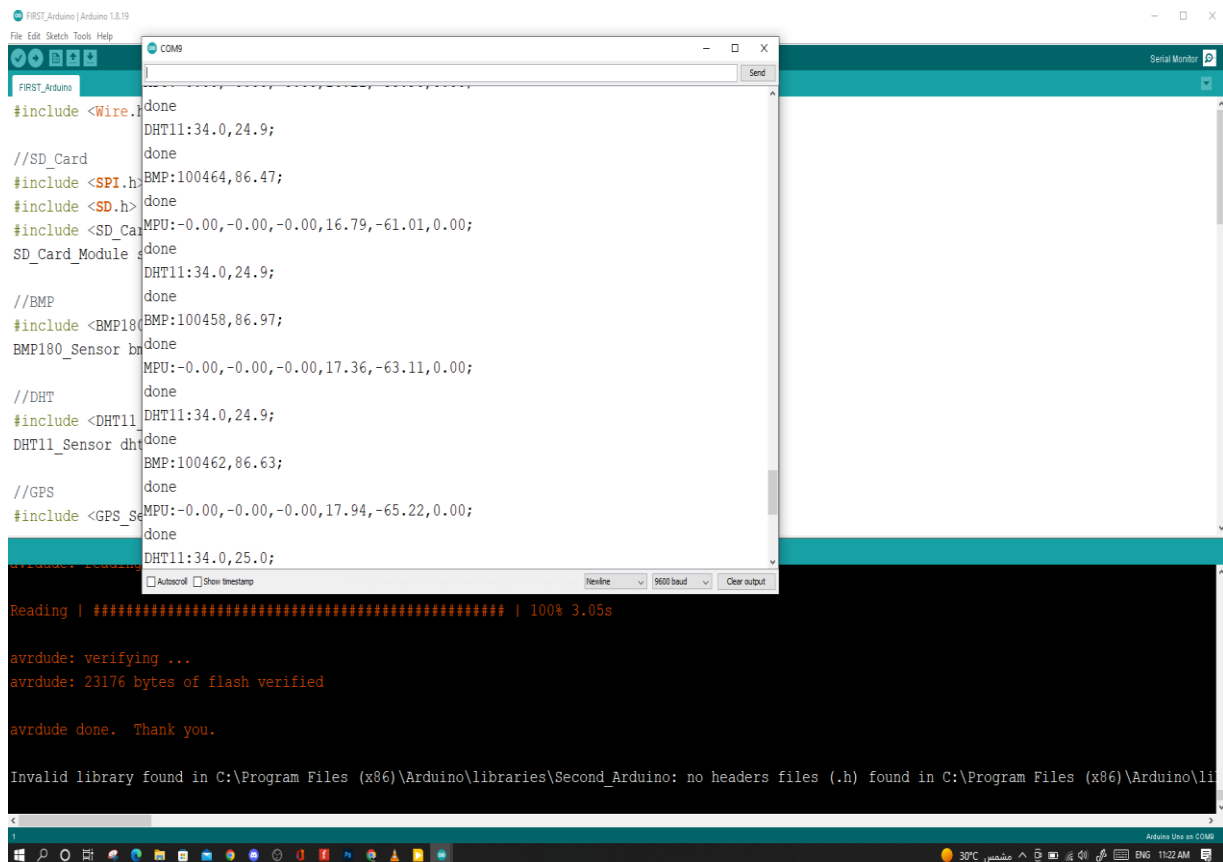 FIRST_Arduino | Arduino 1.8.19
File Edit Sketch Tools Help
Serial Monitor
FIRST_Arduino
#include <Wire.h
//SD_Card
#include <SPI.h>
#include <SD.h>
#include <SD_Ca
SD_Card_Module s
//BMP
#include <BMP180
BMP180_Sensor bm
//DHT
#include <DHT11_
DHT11_Sensor dht
//GPS
#include <GPS_Se
COM9
Send
done
DHT11:34.0,24.9;
done
BMP:100464,86.47;
done
MPU:-0.00,-0.00,-0.00,16.79,-61.01,0.00;
done
DHT11:34.0,24.9;
done
BMP:100458,86.97;
done
MPU:-0.00,-0.00,-0.00,17.36,-63.11,0.00;
done
DHT11:34.0,24.9;
done
BMP:100462,86.63;
done
MPU:-0.00,-0.00,-0.00,17.94,-65.22,0.00;
done
DHT11:34.0,25.0;
Autoscroll Show timestamp Newline 9600 baud Clear output
Reading | ################################################## | 100% 3.05s
avrdude: verifying ...
avrdude: 23176 bytes of flash verified
avrdude done.  Thank you.
Invalid library found in C:\Program Files (x86)\Arduino\libraries\Second_Arduino: no headers files (.h) found in C:\Program Files (x86)\Arduino\li
1 Arduino Uno on COM9
30°C مشمس ENG 11:22 AM